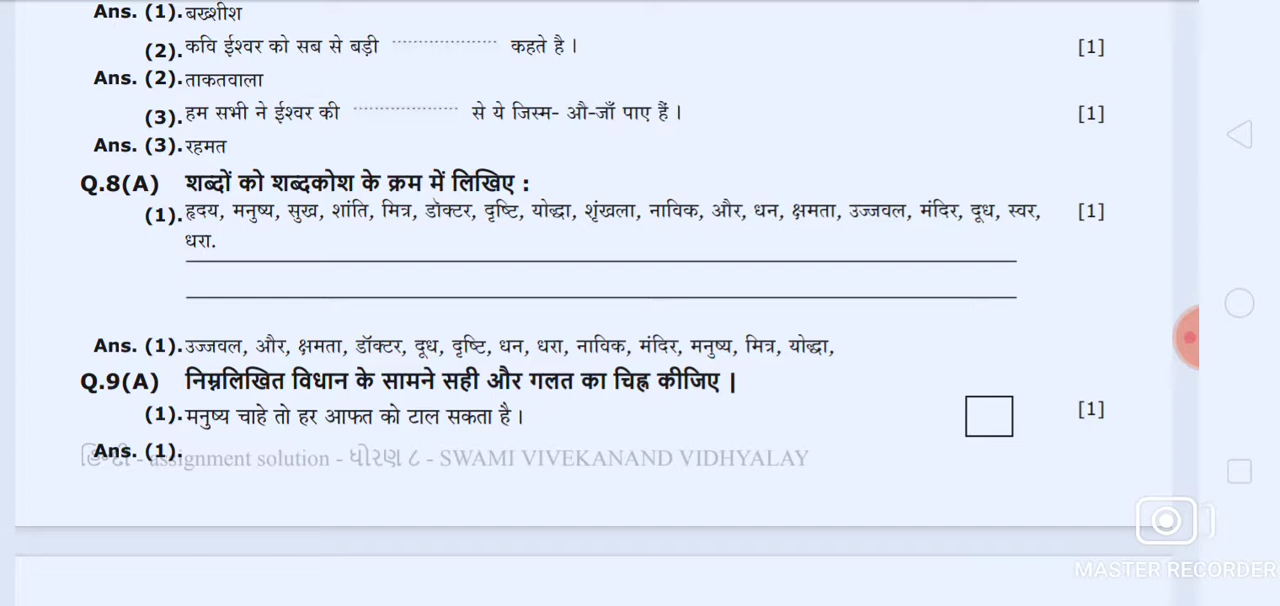 Ans. (1). बख्शीश
(2). कवि ईश्वर को सब से बड़ी ..................... कहते है । [1]
Ans. (2). ताकतवाला
(3). हम सभी ने ईश्वर की ..................... से ये जिस्म- औ-जाँ पाए हैं । [1]
Ans. (3). रहमत
Q.8(A) शब्दों को शब्दकोश के क्रम में लिखिए :
(1). हृदय, मनुष्य, सुख, शांति, मित्र, डॉक्टर, दृष्टि, योद्धा, शृंखला, नाविक, और, धन, क्षमता, उज्जवल, मंदिर, दूध, स्वर, [1]
धरा.
Ans. (1). उज्जवल, और, क्षमता, डॉक्टर, दूध, दृष्टि, धन, धरा, नाविक, मंदिर, मनुष्य, मित्र, योद्धा,
Q.9(A) निम्नलिखित विधान के सामने सही और गलत का चिह्न कीजिए |
(1). मनुष्य चाहे तो हर आफत को टाल सकता है । [1]
Ans. (1).
હિન્દી - assignment solution - ધોરણ ૮ - SWAMI VIVEKANAND VIDHYALAY
MASTER RECORDER